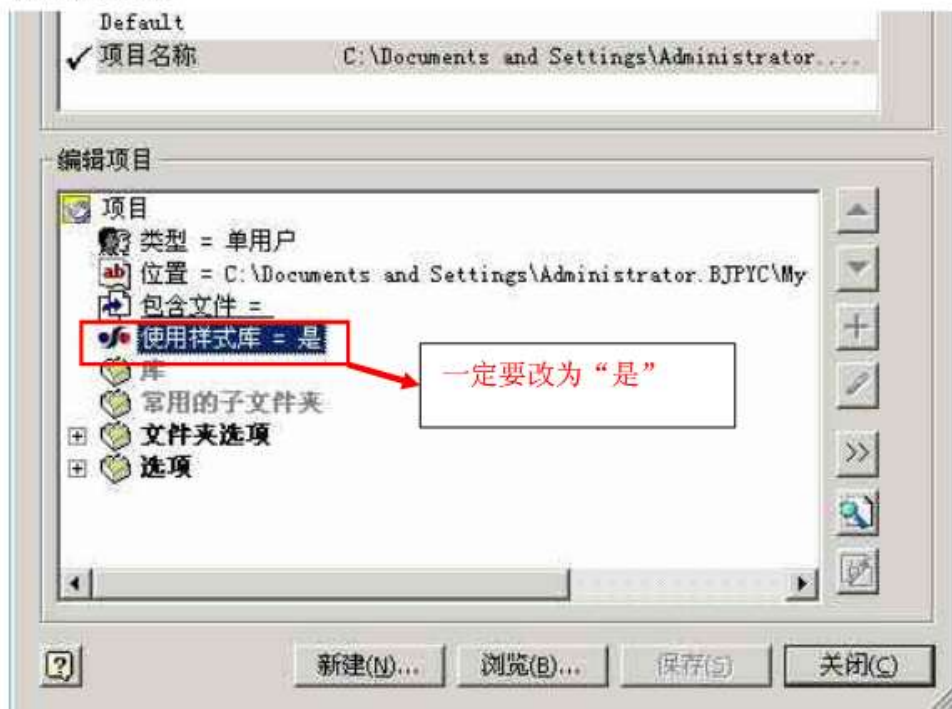 Default
项目名称 C:\Documents and Settings\Administrator....
编辑项目
项目
类型 = 单用户
位置 = C:\Documents and Settings\Administrator.BJPYC\My
包含文件 =
使用样式库 = 是
一定要改为“是”
库
常用的子文件夹
文件夹选项
选项
新建(N)... 浏览(B)... 保存(S) 关闭(C)